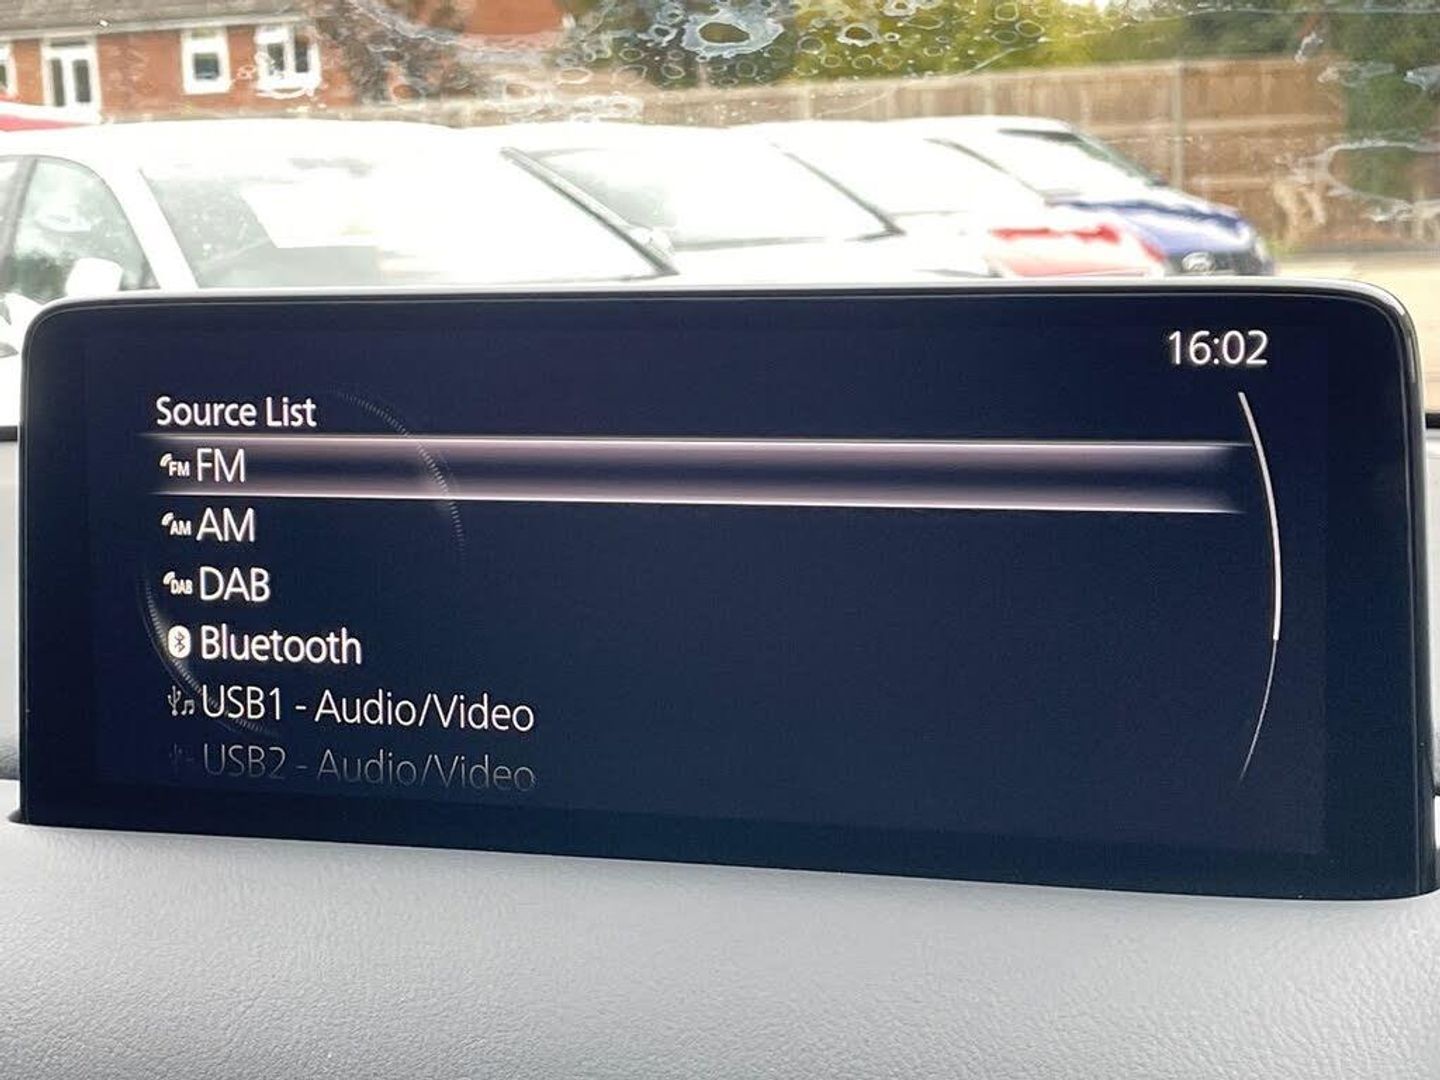 16:02
Source List
FM FM
AM AM
DAB DAB
Bluetooth
USB1 - Audio/Video
USB2 - Audio/Video